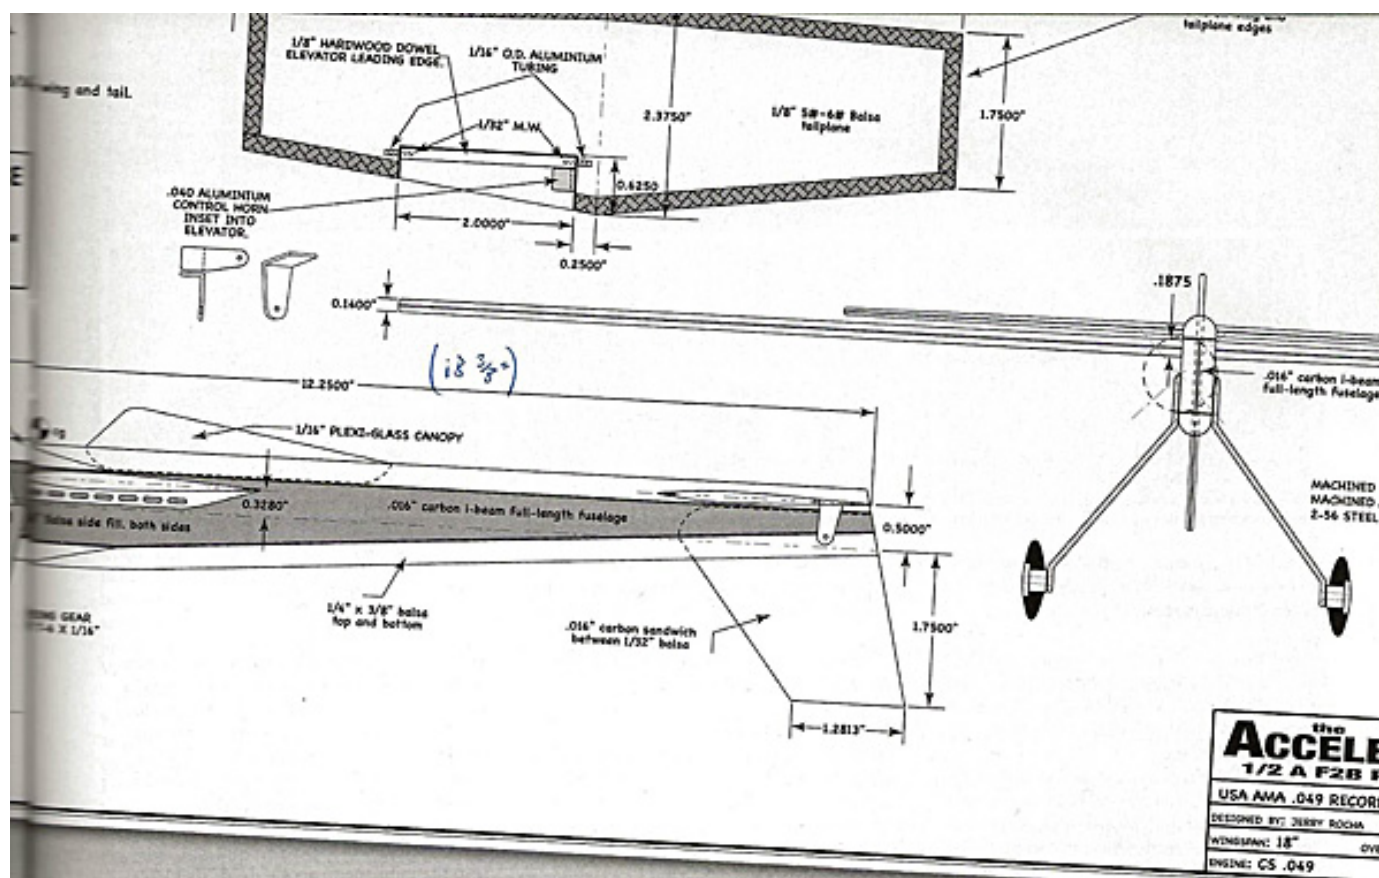 tailplane edges
wing and tail.
1/8" HARDWOOD DOWEL
ELEVATOR LEADING EDGE.
1/16" O.D. ALUMINIUM
TUBING
1/32" M.W.
2.3750"
1/8" 5#-6# Balsa
tailplane
1.7500"
0.6250
.040 ALUMINIUM
CONTROL HORN
INSET INTO
ELEVATOR.
2.0000"
0.2500"
0.1400"
.1875
(18 3/8")
12.2500"
.016" carbon i-beam
full-length fuselage
1/16" PLEXI-GLASS CANOPY
0.3280"
.016" carbon i-beam full-length fuselage
balsa side fill, both sides
0.5000"
MACHINED
MACHINED
2-56 STEEL
1/4" x 3/8" balsa
top and bottom
.016" carbon sandwich
between 1/32" balsa
1.7500"
GEAR
X 1/16"
1.2813"
the
ACCELE
1/2 A F2B
USA AMA .049 RECOR
DESIGNED BY: JERRY ROCHA
WINGSPAN: 18"
OVE
ENGINE: CS .049